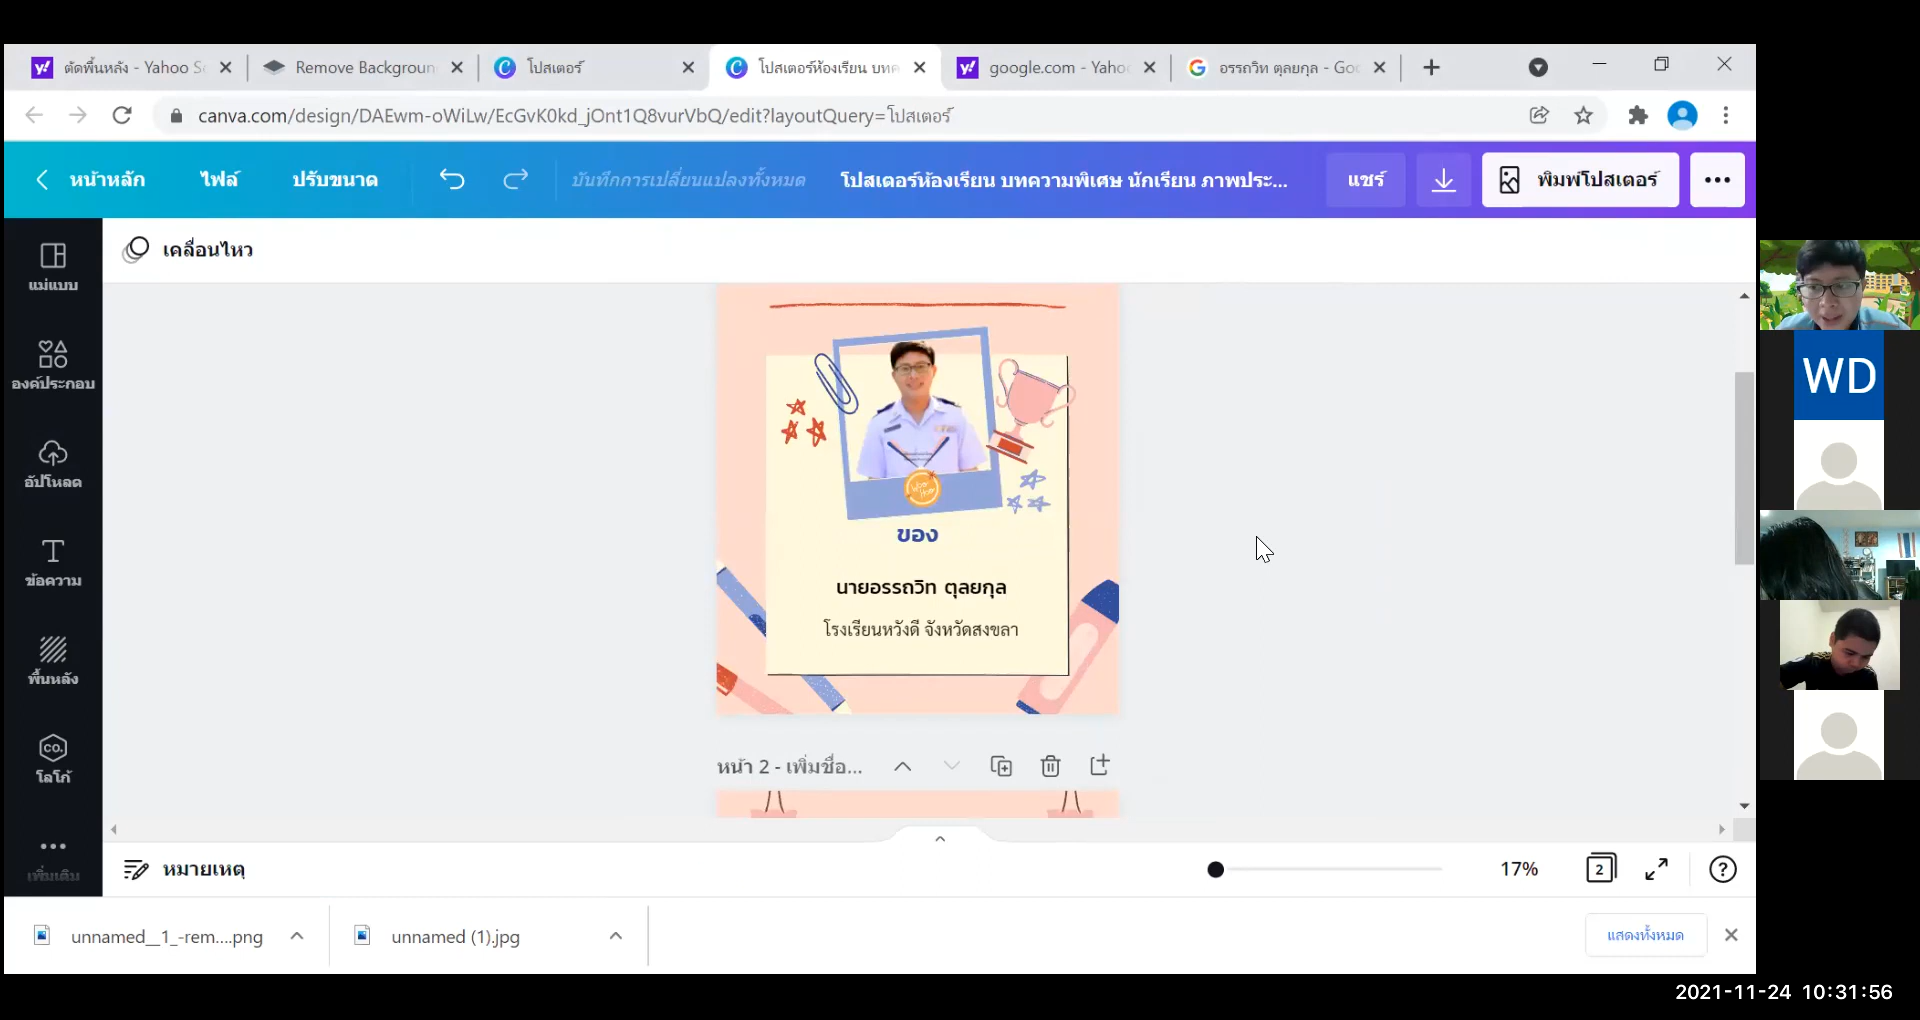 ตัดพื้นหลัง - Yahoo S
Remove Backgroun
โปสเตอร์
โปสเตอร์ห้องเรียน บทค
google.com - Yaho
อรรถวิท ตุลยกุล - Goo
canva.com/design/DAEwm-oWiLw/EcGvK0kd_jOnt1Q8vurVbQ/edit?layoutQuery=โปสเตอร์
หน้าหลัก
ไฟล์
ปรับขนาด
บันทึกการเปลี่ยนแปลงทั้งหมด
โปสเตอร์ห้องเรียน บทความพิเศษ นักเรียน ภาพประ...
แชร์
พิมพ์โปสเตอร์
เคลื่อนไหว
แม่แบบ
องค์ประกอบ
อัปโหลด
ข้อความ
พื้นหลัง
CO.
โลโก้
เพิ่มเติม
ของ
นายอรรถวิท ตุลยกุล
โรงเรียนหวังดี จังหวัดสงขลา
หน้า 2 - เพิ่มชื่อ...
หมายเหตุ
17%
2
unnamed__1_-rem....png
unnamed (1).jpg
แสดงทั้งหมด
WD
2021-11-24 10:31:56